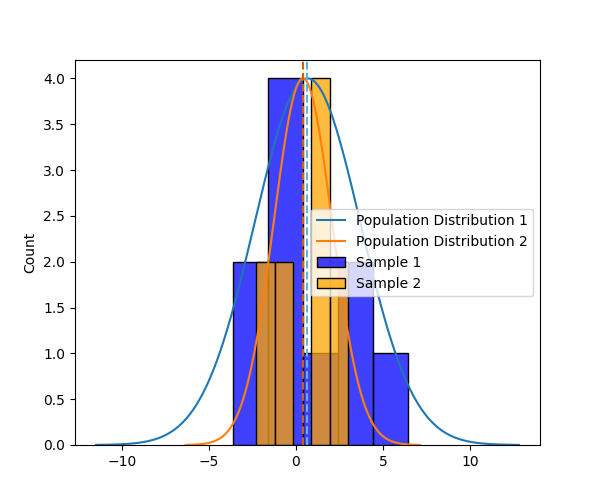 4.0
3.5
3.0
2.5
2.0
1.5
1.0
0.5
0.0
Count
Population Distribution 1
Population Distribution 2
Sample 1
Sample 2
−10 −5 0 5 10